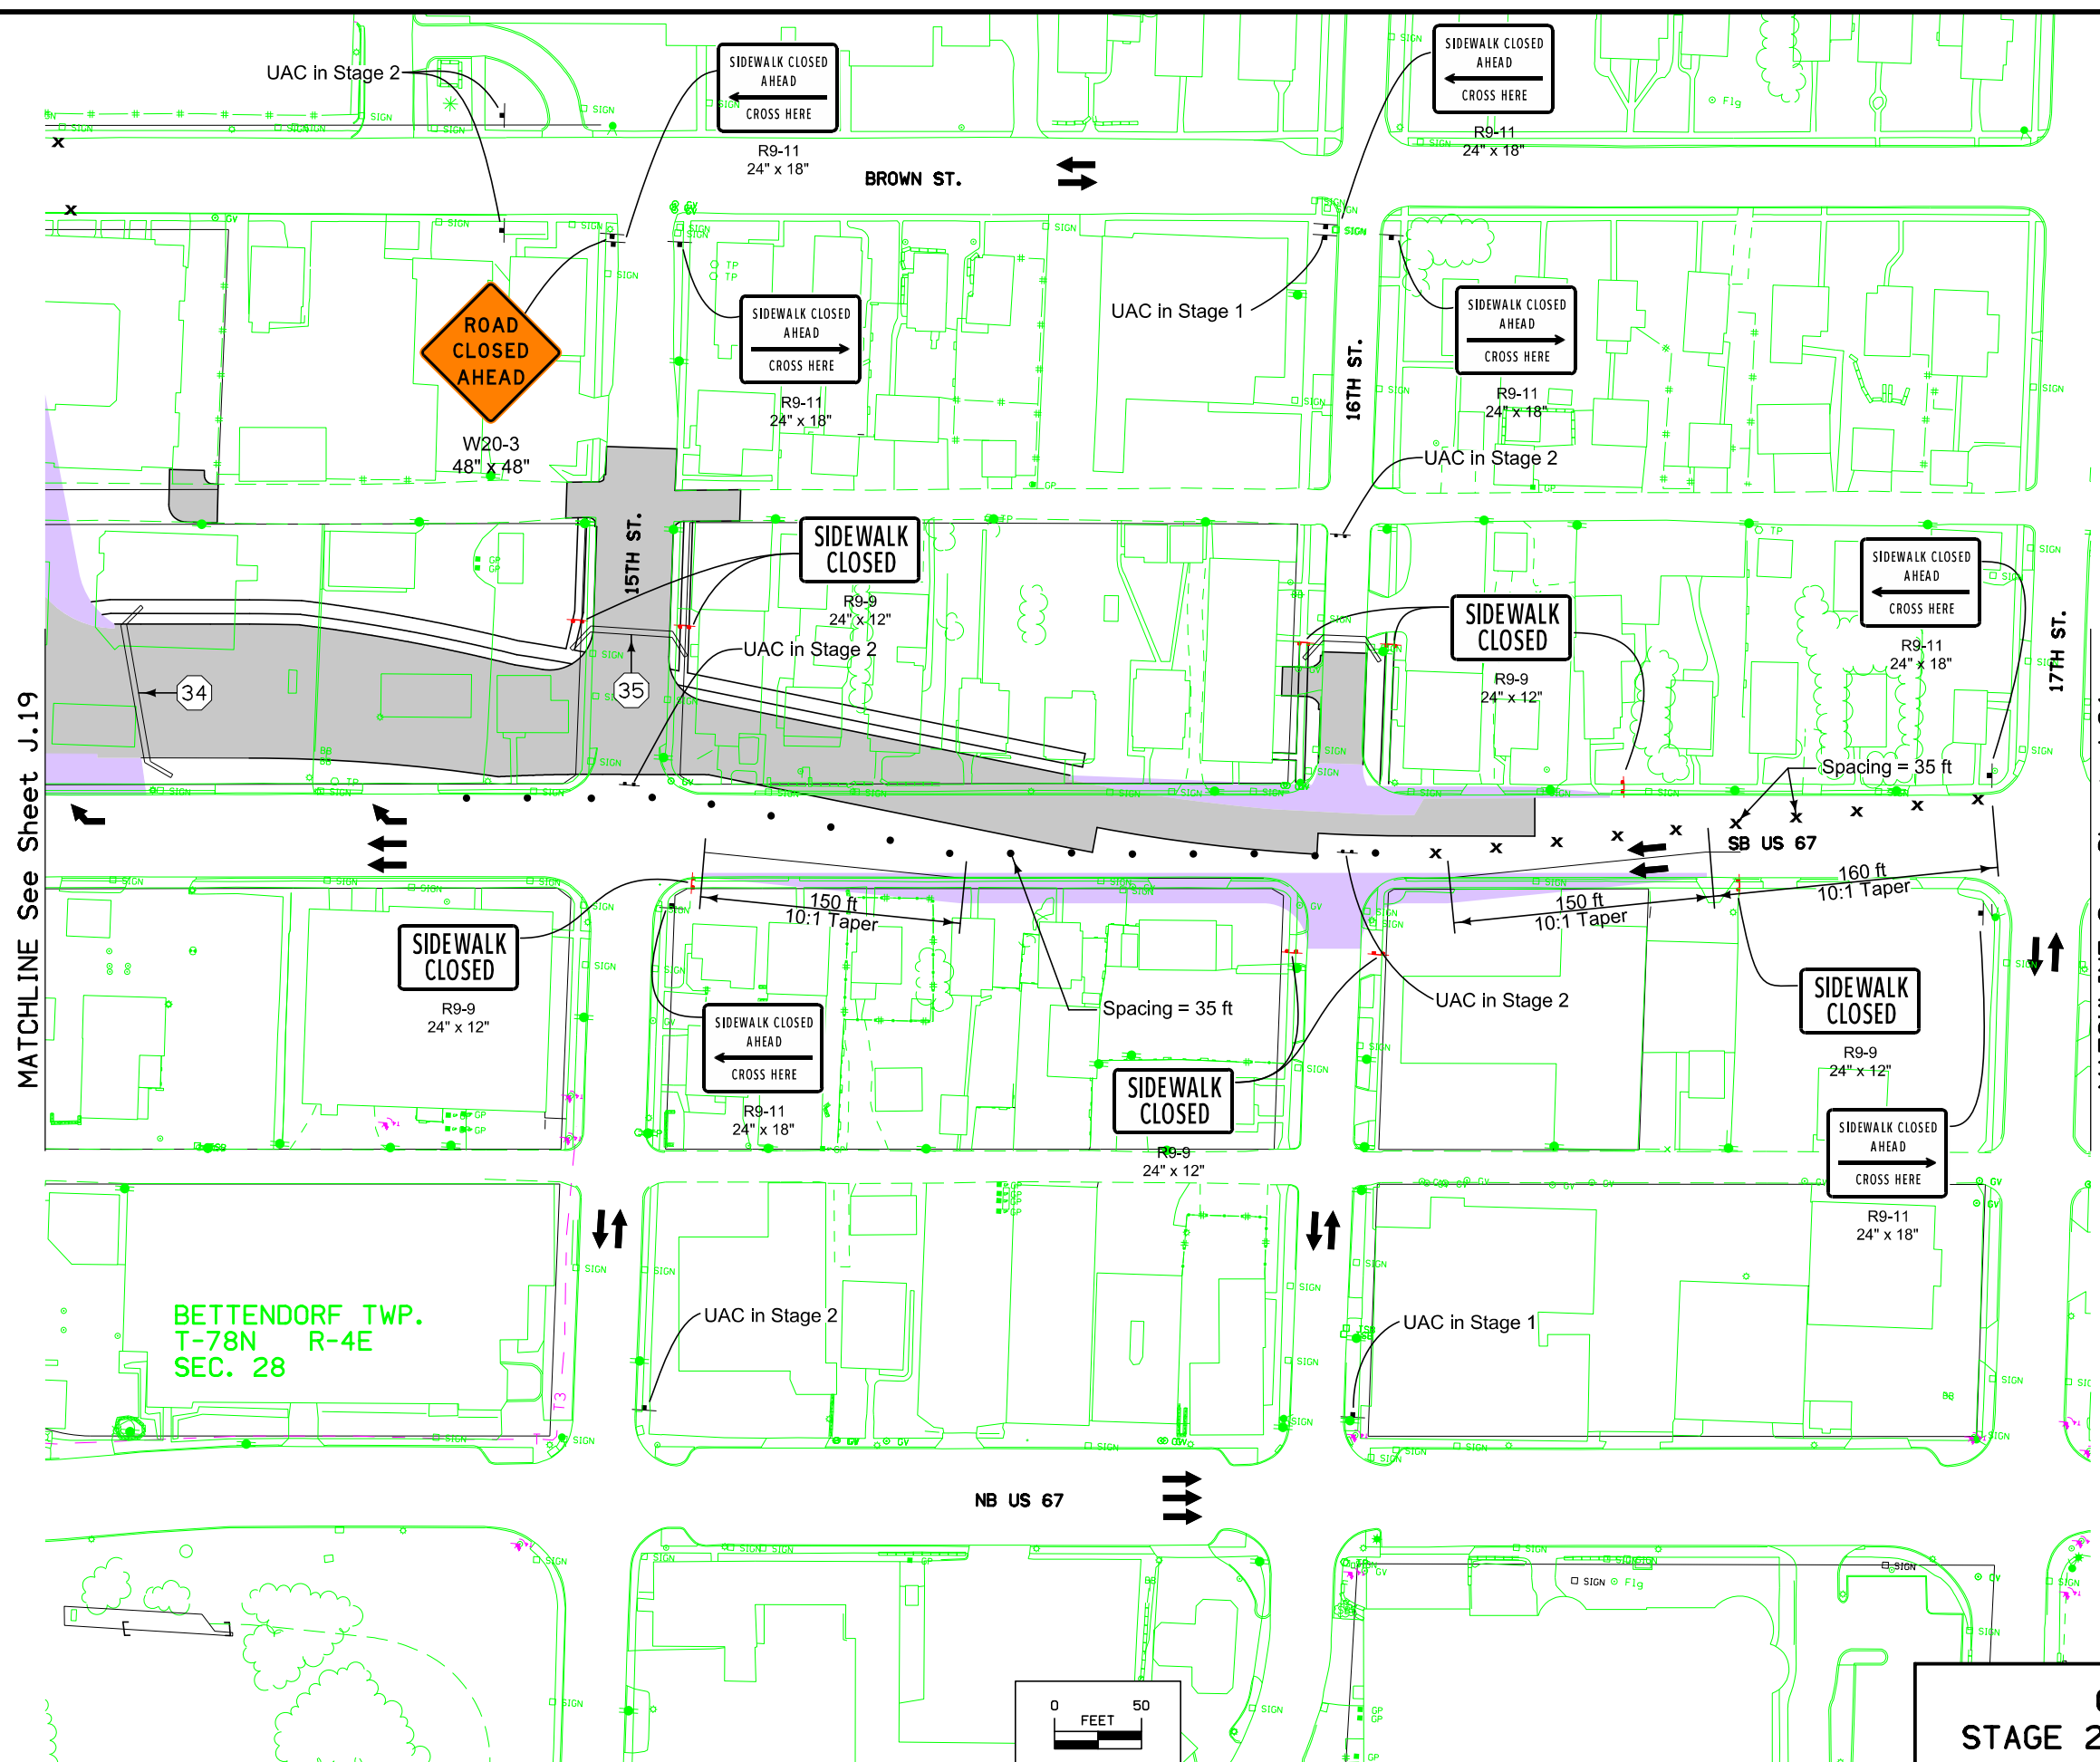 UAC in Stage 2
SIDEWALK CLOSED
AHEAD
CROSS HERE
R9-11
24" x 18"
SIDEWALK CLOSED
AHEAD
CROSS HERE
R9-11
24" x 18"
BROWN ST.
ROAD
CLOSED
AHEAD
W20-3
48" x 48"
SIDEWALK CLOSED
AHEAD
CROSS HERE
R9-11
24" x 18"
UAC in Stage 1
16TH ST.
SIDEWALK CLOSED
AHEAD
CROSS HERE
R9-11
24" x 18"
UAC in Stage 2
15TH ST.
SIDEWALK
CLOSED
R9-9
24" x 12"
UAC in Stage 2
SIDEWALK
CLOSED
R9-9
24" x 12"
SIDEWALK CLOSED
AHEAD
CROSS HERE
R9-11
24" x 18"
17TH ST.
34
35
MATCHLINE See Sheet J.19
Spacing = 35 ft
SB US 67
150 ft
10:1 Taper
150 ft
10:1 Taper
160 ft
10:1 Taper
SIDEWALK
CLOSED
R9-9
24" x 12"
SIDEWALK CLOSED
AHEAD
CROSS HERE
R9-11
24" x 18"
Spacing = 35 ft
SIDEWALK
CLOSED
R9-9
24" x 12"
UAC in Stage 2
SIDEWALK
CLOSED
R9-9
24" x 12"
SIDEWALK CLOSED
AHEAD
CROSS HERE
R9-11
24" x 18"
BETTENDORF TWP.
T-78N R-4E
SEC. 28
UAC in Stage 2
UAC in Stage 1
NB US 67
0 50
FEET
STAGE 2